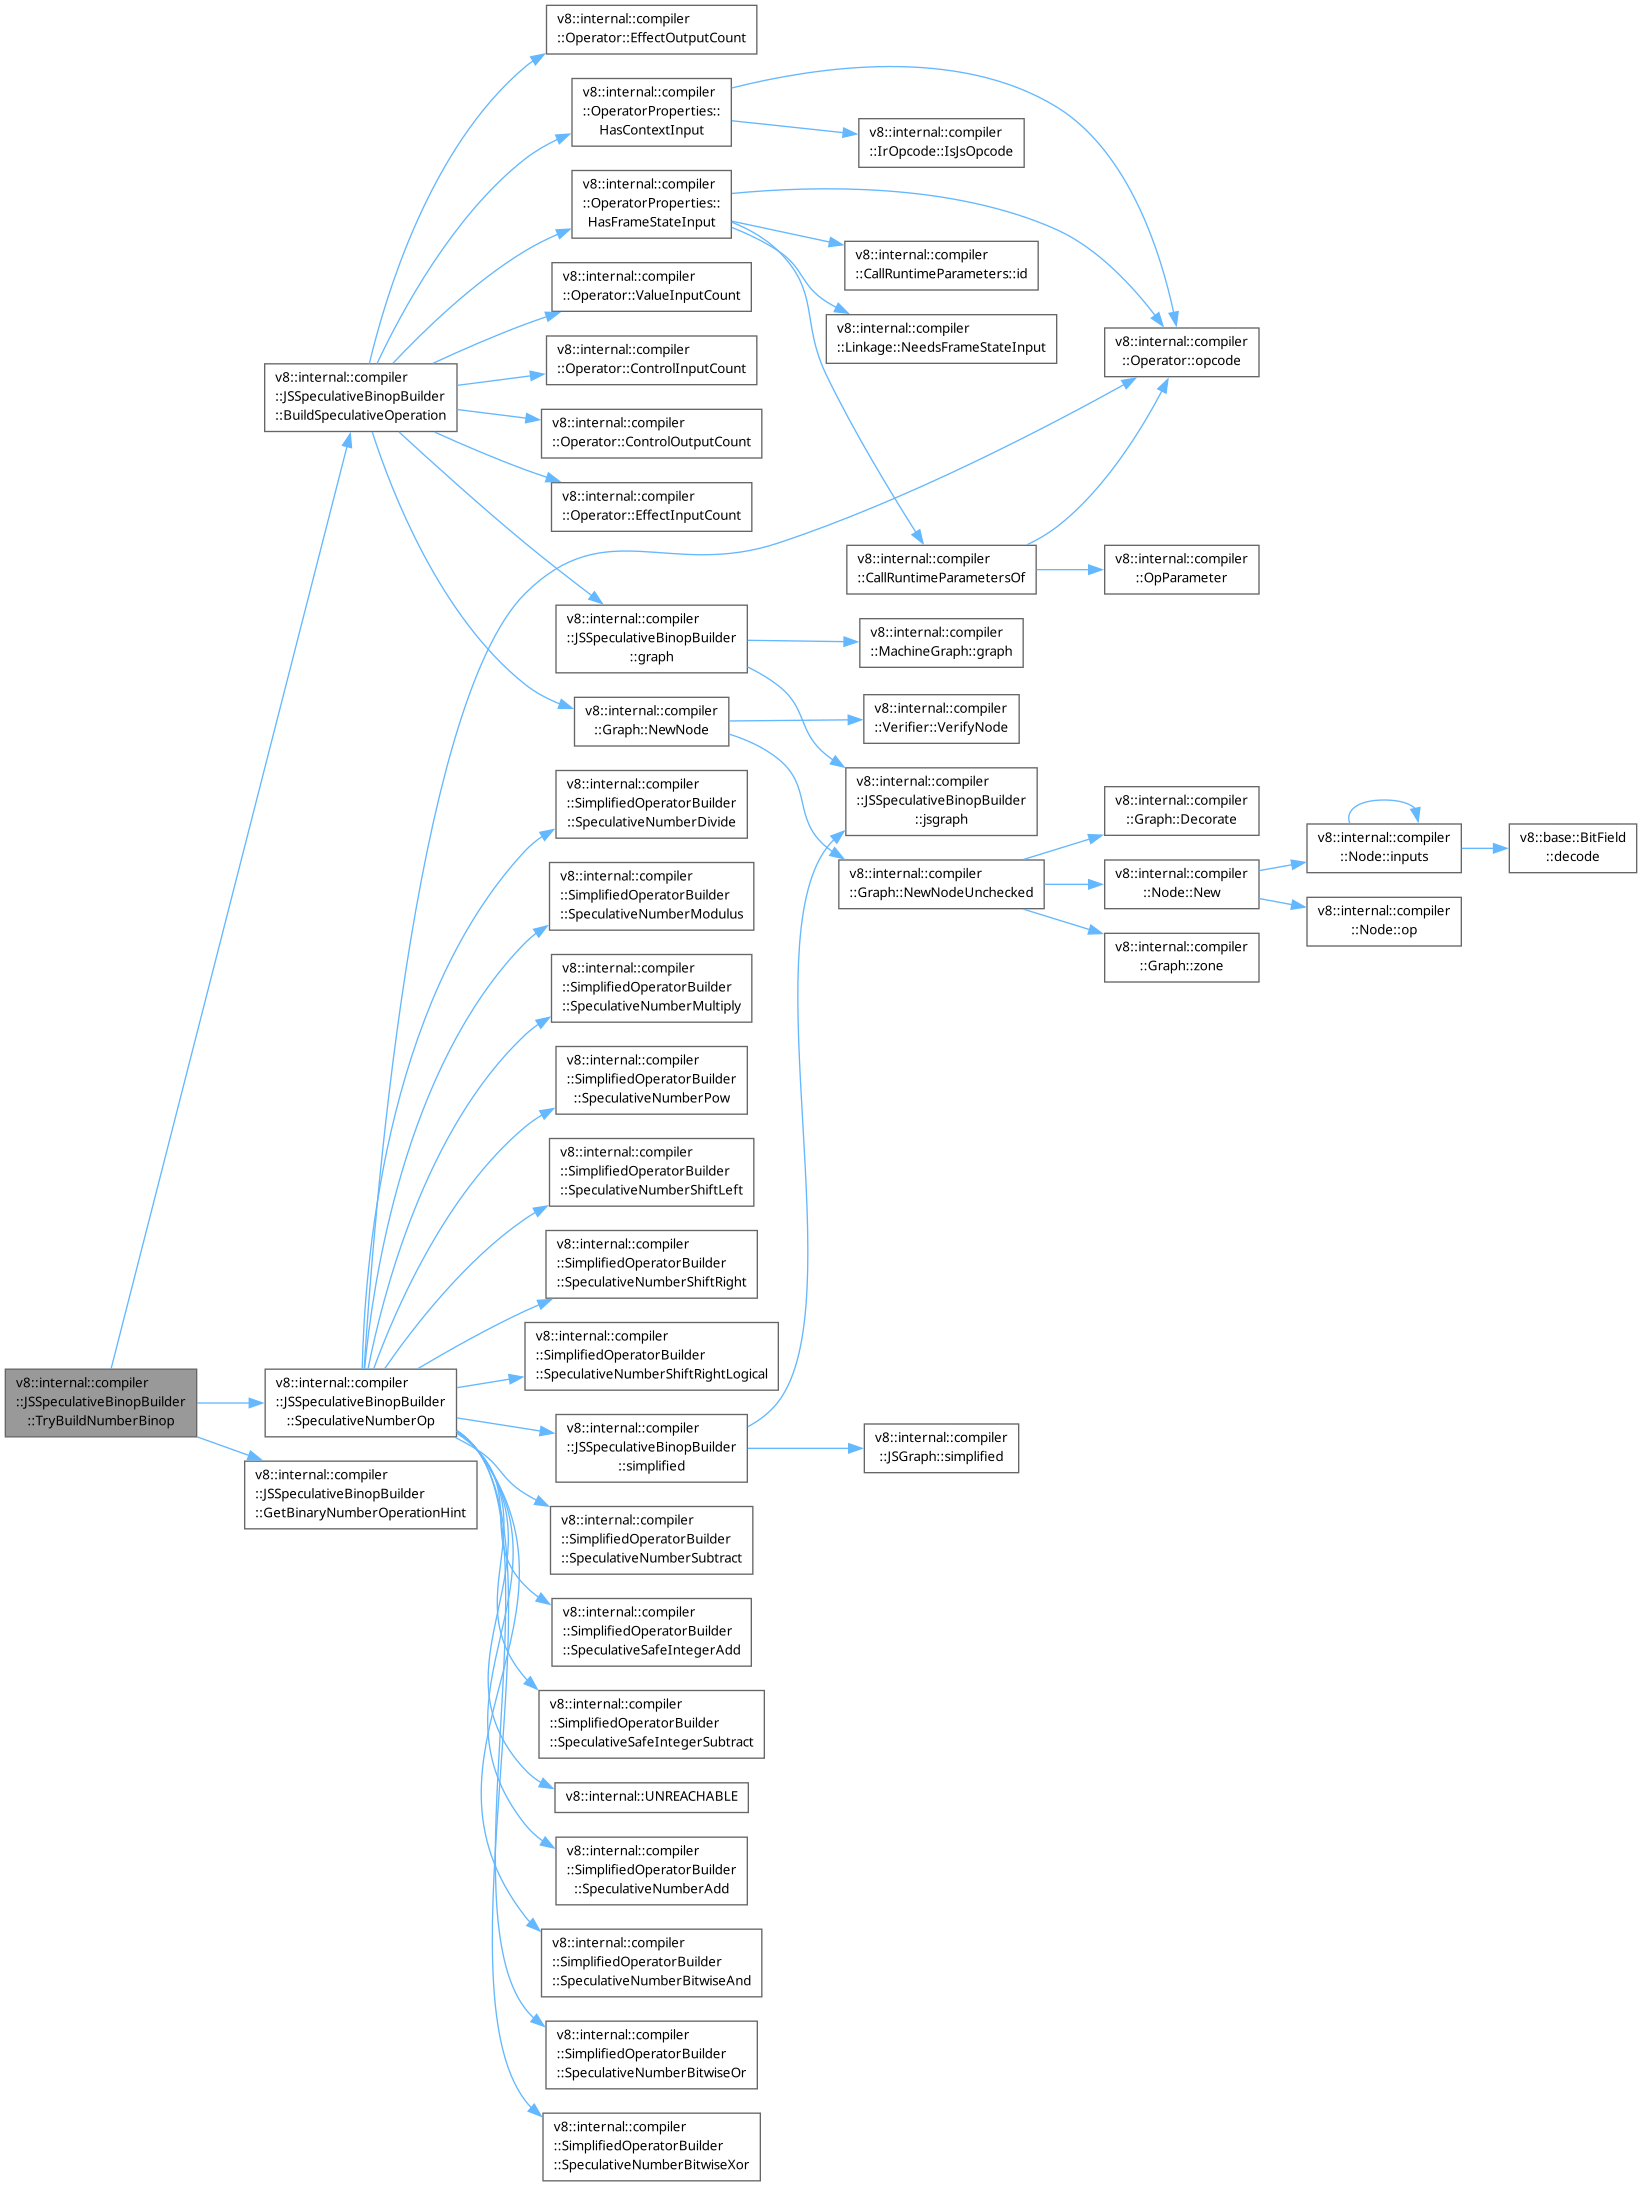 v8::internal::compiler
::JSSpeculativeBinopBuilder
::TryBuildNumberBinop
v8::internal::compiler
::JSSpeculativeBinopBuilder
::BuildSpeculativeOperation
v8::internal::compiler
::JSSpeculativeBinopBuilder
::SpeculativeNumberOp
v8::internal::compiler
::JSSpeculativeBinopBuilder
::GetBinaryNumberOperationHint
v8::internal::compiler
::Operator::EffectOutputCount
v8::internal::compiler
::OperatorProperties::
HasContextInput
v8::internal::compiler
::OperatorProperties::
HasFrameStateInput
v8::internal::compiler
::Operator::ValueInputCount
v8::internal::compiler
::Operator::ControlInputCount
v8::internal::compiler
::Operator::ControlOutputCount
v8::internal::compiler
::Operator::EffectInputCount
v8::internal::compiler
::JSSpeculativeBinopBuilder
::graph
v8::internal::compiler
::Graph::NewNode
v8::internal::compiler
::SimplifiedOperatorBuilder
::SpeculativeNumberDivide
v8::internal::compiler
::SimplifiedOperatorBuilder
::SpeculativeNumberModulus
v8::internal::compiler
::SimplifiedOperatorBuilder
::SpeculativeNumberMultiply
v8::internal::compiler
::SimplifiedOperatorBuilder
::SpeculativeNumberPow
v8::internal::compiler
::SimplifiedOperatorBuilder
::SpeculativeNumberShiftLeft
v8::internal::compiler
::SimplifiedOperatorBuilder
::SpeculativeNumberShiftRight
v8::internal::compiler
::SimplifiedOperatorBuilder
::SpeculativeNumberShiftRightLogical
v8::internal::compiler
::JSSpeculativeBinopBuilder
::simplified
v8::internal::compiler
::SimplifiedOperatorBuilder
::SpeculativeNumberSubtract
v8::internal::compiler
::SimplifiedOperatorBuilder
::SpeculativeSafeIntegerAdd
v8::internal::compiler
::SimplifiedOperatorBuilder
::SpeculativeSafeIntegerSubtract
v8::internal::UNREACHABLE
v8::internal::compiler
::SimplifiedOperatorBuilder
::SpeculativeNumberAdd
v8::internal::compiler
::SimplifiedOperatorBuilder
::SpeculativeNumberBitwiseAnd
v8::internal::compiler
::SimplifiedOperatorBuilder
::SpeculativeNumberBitwiseOr
v8::internal::compiler
::SimplifiedOperatorBuilder
::SpeculativeNumberBitwiseXor
v8::internal::compiler
::IrOpcode::IsJsOpcode
v8::internal::compiler
::CallRuntimeParameters::id
v8::internal::compiler
::Linkage::NeedsFrameStateInput
v8::internal::compiler
::CallRuntimeParametersOf
v8::internal::compiler
::MachineGraph::graph
v8::internal::compiler
::Verifier::VerifyNode
v8::internal::compiler
::JSSpeculativeBinopBuilder
::jsgraph
v8::internal::compiler
::Graph::NewNodeUnchecked
v8::internal::compiler
::JSGraph::simplified
v8::internal::compiler
::Operator::opcode
v8::internal::compiler
::OpParameter
v8::internal::compiler
::Graph::Decorate
v8::internal::compiler
::Node::New
v8::internal::compiler
::Graph::zone
v8::internal::compiler
::Node::inputs
v8::internal::compiler
::Node::op
v8::base::BitField
::decode